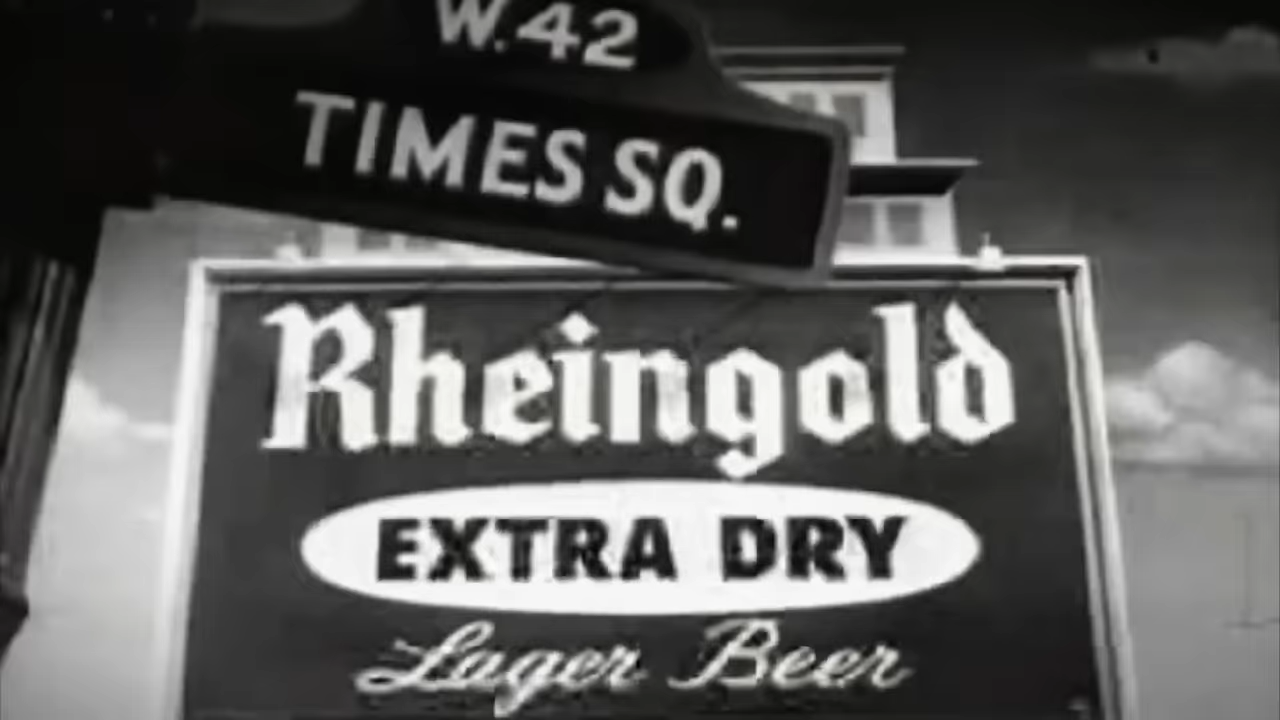 W. 42
TIMES SQ.
Rheingold
EXTRA DRY
Lager Beer